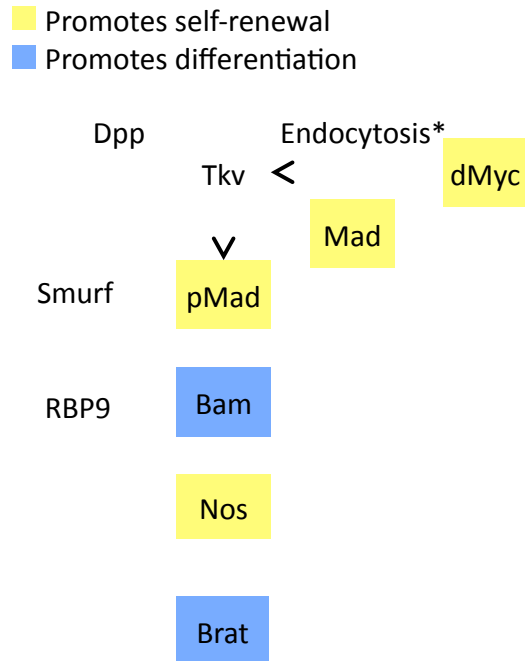 Promotes self-renewal
Promotes differentiation
Dpp
Endocytosis*
Tkv
dMyc
Mad
Smurf
pMad
RBP9
Bam
Nos
Brat